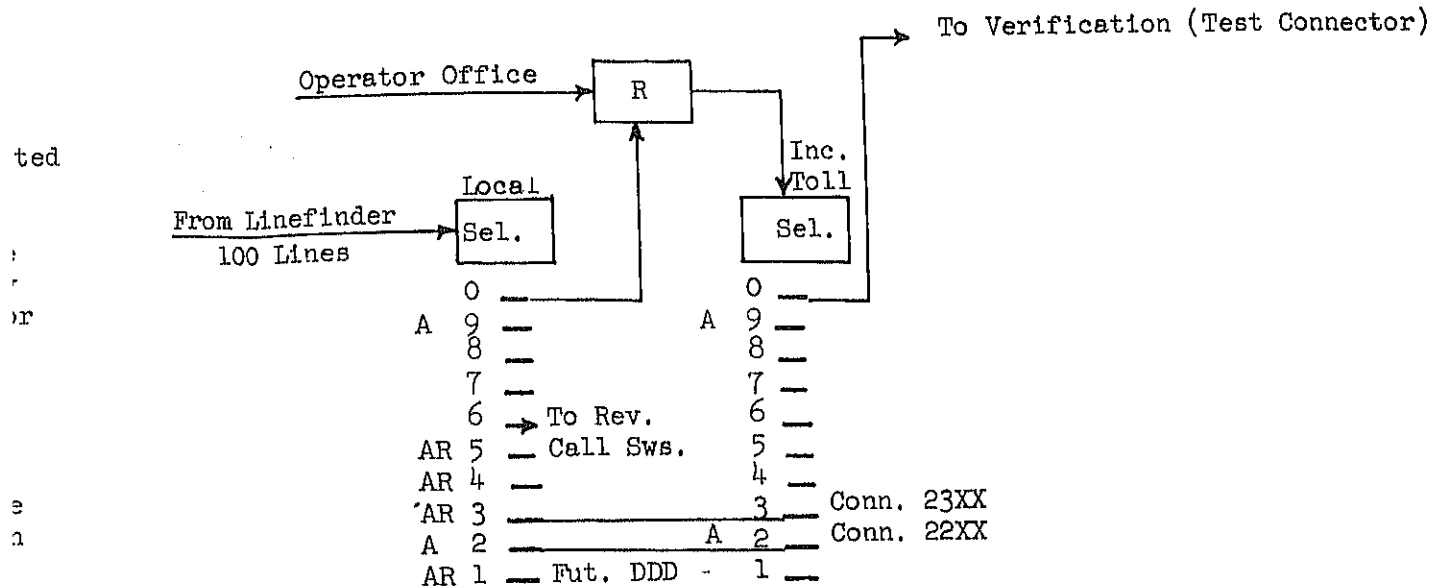 To Verification (Test Connector)
Operator Office
R
ted
Inc.
Toll
Local
From Linefinder
100 Lines
Sel.
Sel.
0
0
A 9
A 9
8
8
7
7
6 To Rev.
6
AR 5 Call Sws.
5
AR 4
4
AR 3
3 Conn. 23XX
A 2
A 2 Conn. 22XX
AR 1 Fut. DDD -
1